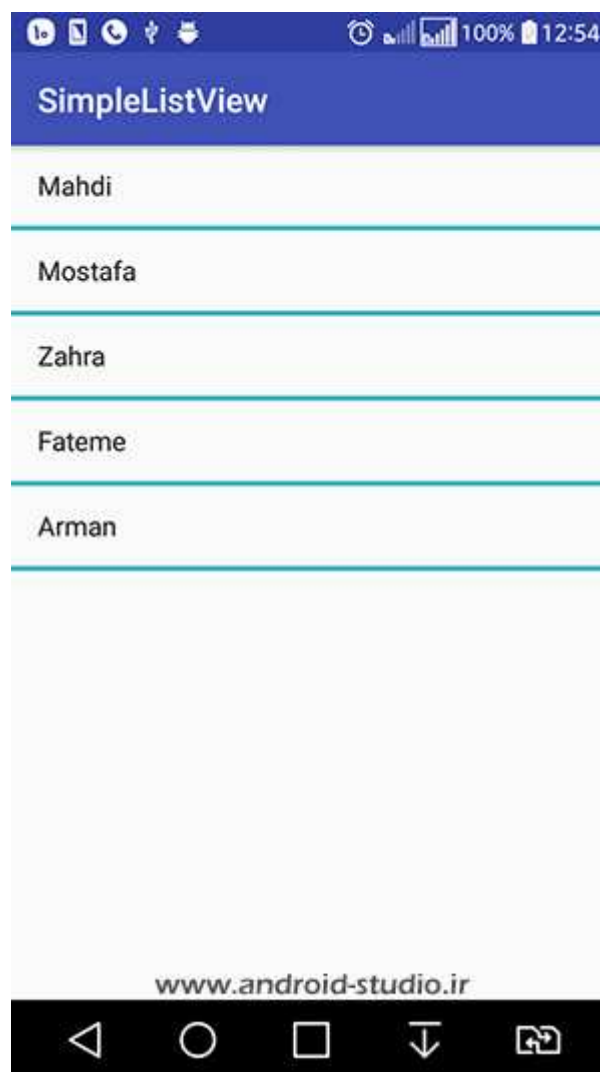 100% 12:54
SimpleListView
Mahdi
Mostafa
Zahra
Fateme
Arman
www.android-studio.ir